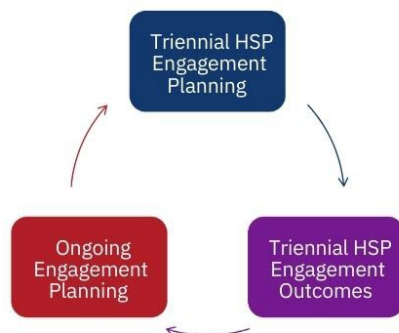 Triennial HSP
Engagement
Planning
Ongoing
Engagement
Planning
Triennial HSP
Engagement
Outcomes